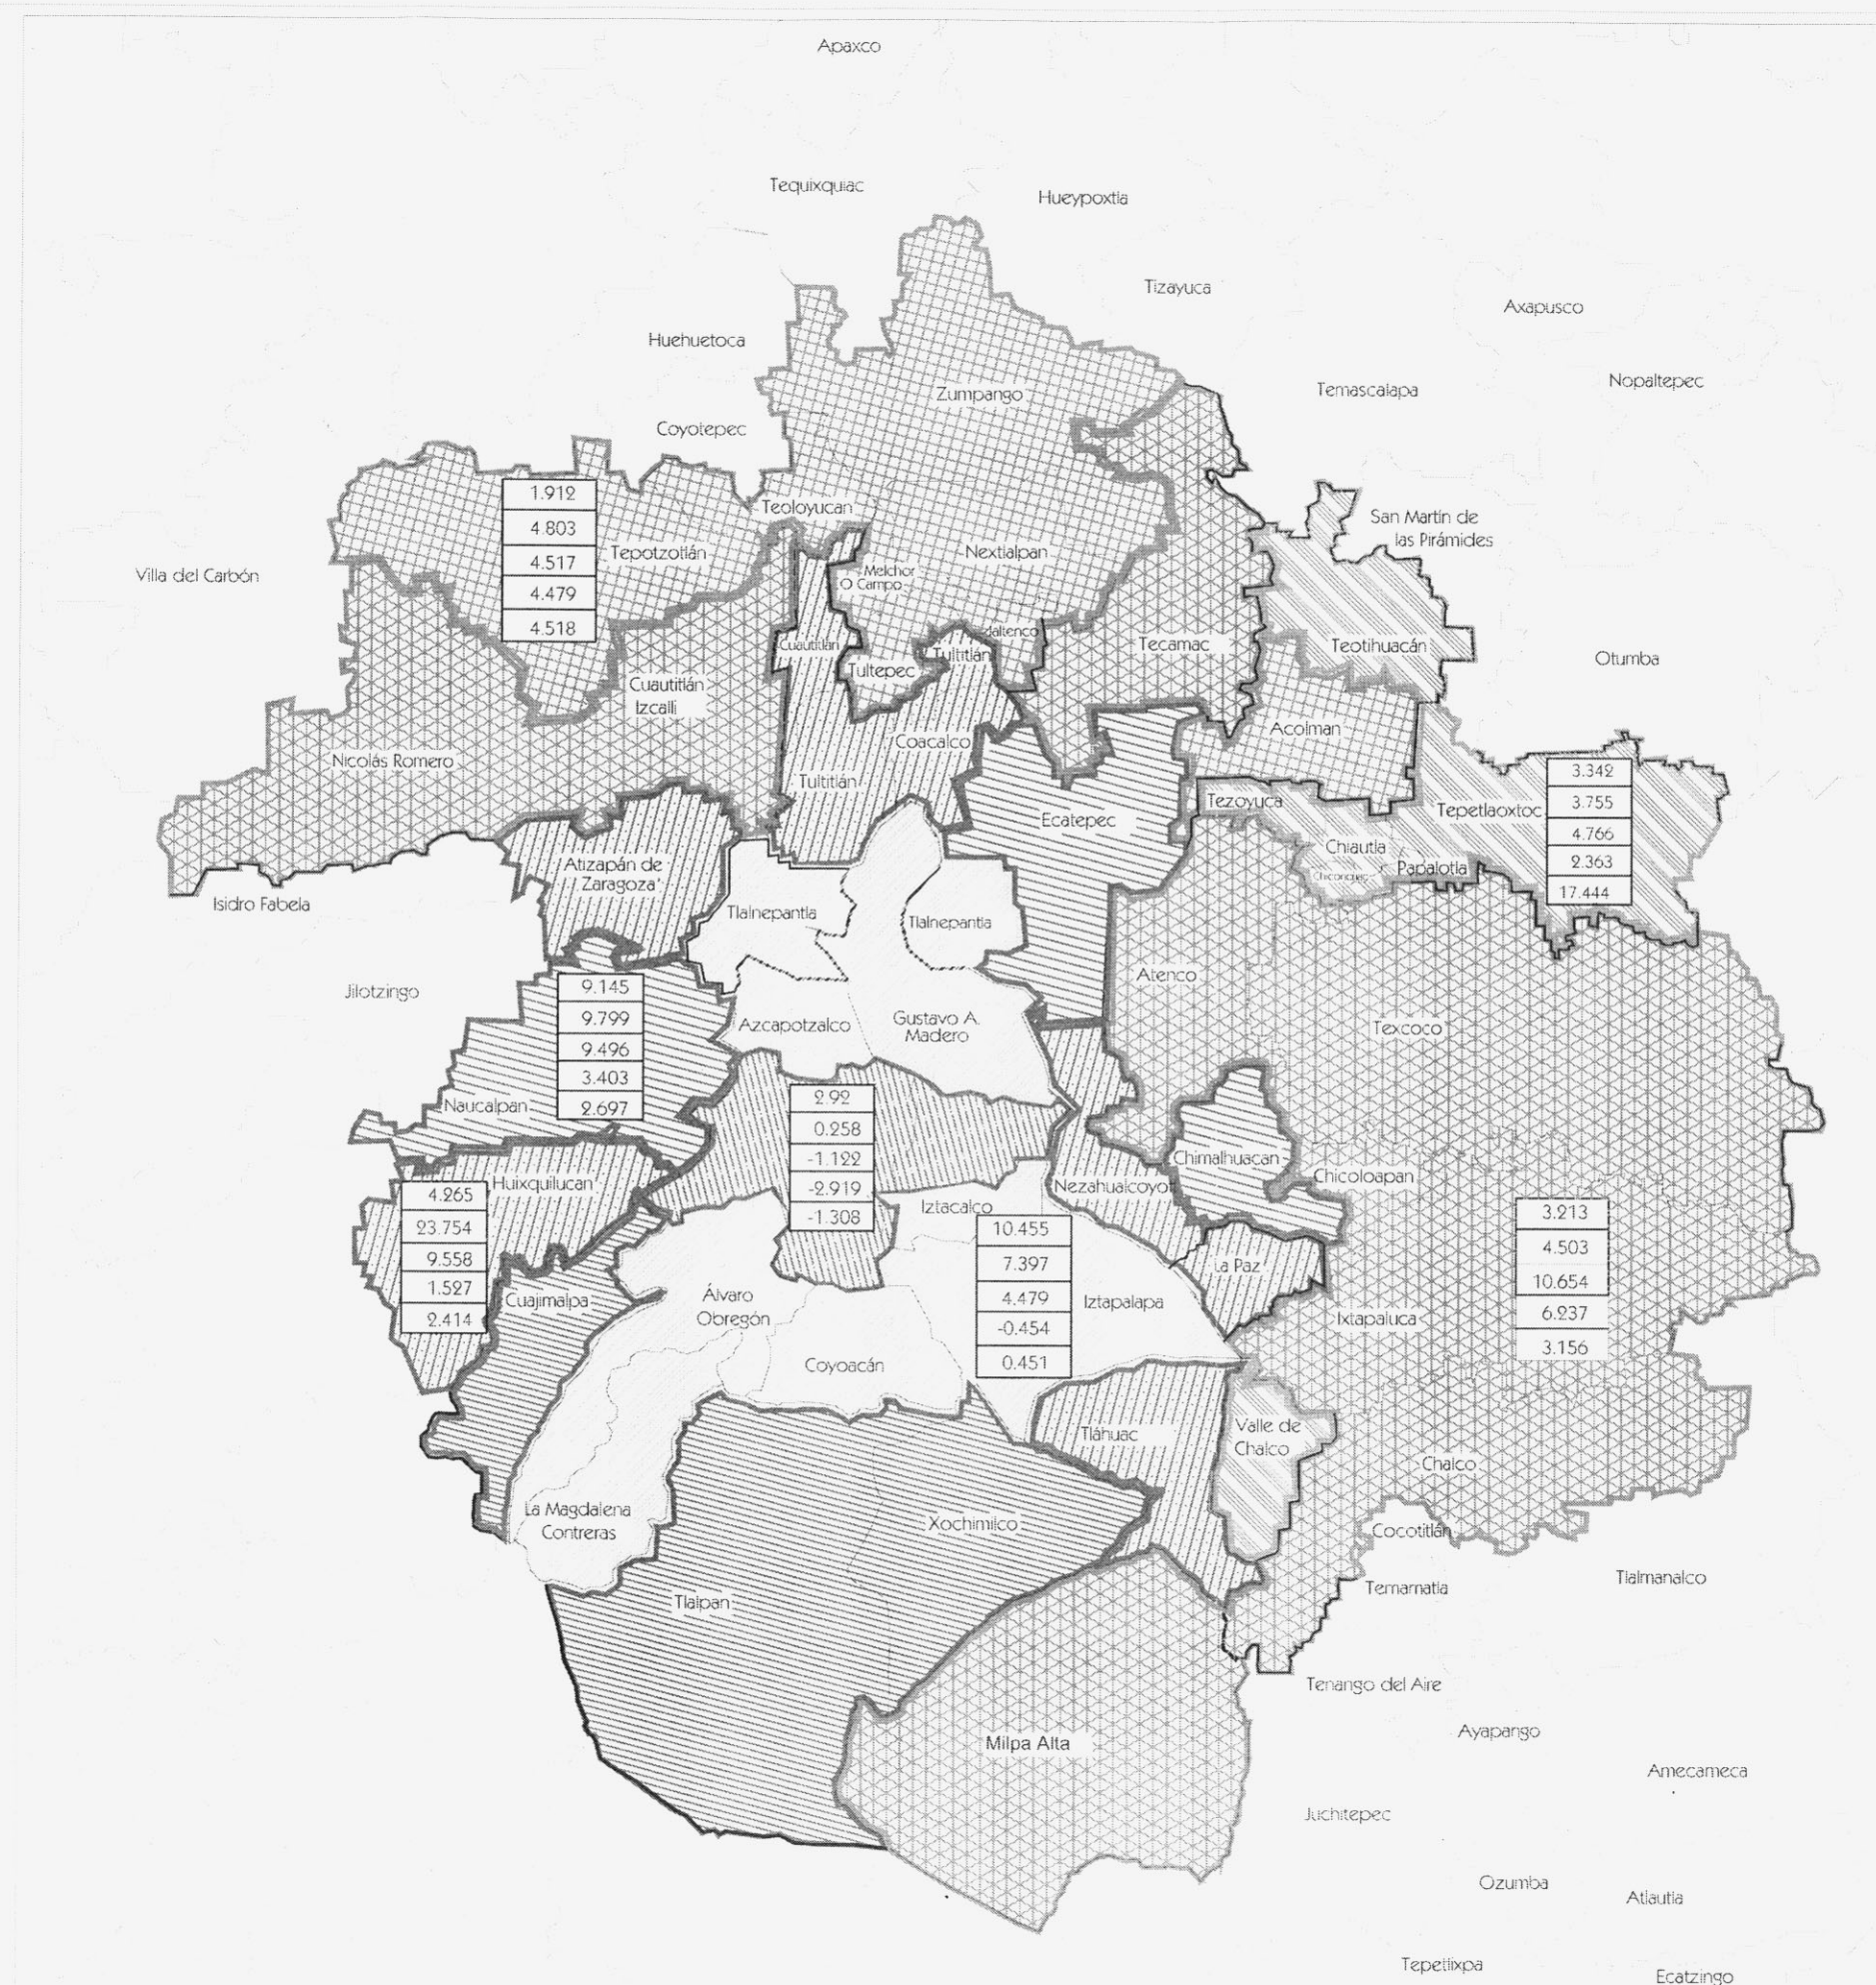 Apaxco
Tequixquiac
Hueypoxtla
Tizayuca
Axapusco
Huehuetoca
Nopaltepec
Temascalapa
Zumpango
Coyotepec
1.912
4.803
4.517
4.479
4.518
Teoloyucan
San Martín de
las Pirámides
Tepotzotlán
Nextlalpan
Villa del Carbón
Melchor
O Campo
Jaltenco
Cuautitlán
Tultitlán
Tecamac
Teotihuacán
Otumba
Tultepec
Cuautitlán
Izcalli
Acolman
Coacalco
Nicolás Romero
Tultitlán
3.342
3.755
4.766
2.363
17.444
Tezoyuca
Tepetlaoxtoc
Ecatepec
Chiautla
Papalotla
Chiconcuac
Atizapán de
Zaragoza
Isidro Fabela
Tlalnepantla
Tlalnepantla
Atenco
Jilotzingo
9.145
9.799
9.496
3.403
2.697
Azcapotzalco
Gustavo A.
Madero
Texcoco
Naucalpan
2.92
0.258
-1.122
-2.919
-1.308
Chimalhuacan
Chicoloapan
Huixquilucan
Nezahualcoyotl
4.265
23.754
9.558
1.527
2.414
Iztacalco
10.455
7.397
4.479
-0.454
0.451
3.213
4.503
10.654
6.237
3.156
La Paz
Cuajimalpa
Álvaro
Obregón
Iztapalapa
Ixtapaluca
Coyoacán
Tláhuac
Valle de
Chalco
Chalco
La Magdalena
Contreras
Xochimilco
Cocotitlán
Tlalmanalco
Temamatla
Tlalpan
Tenango del Aire
Ayapango
Milpa Alta
Amecameca
Juchitepec
Ozumba
Atlautla
Tepetlixpa
Ecatzingo